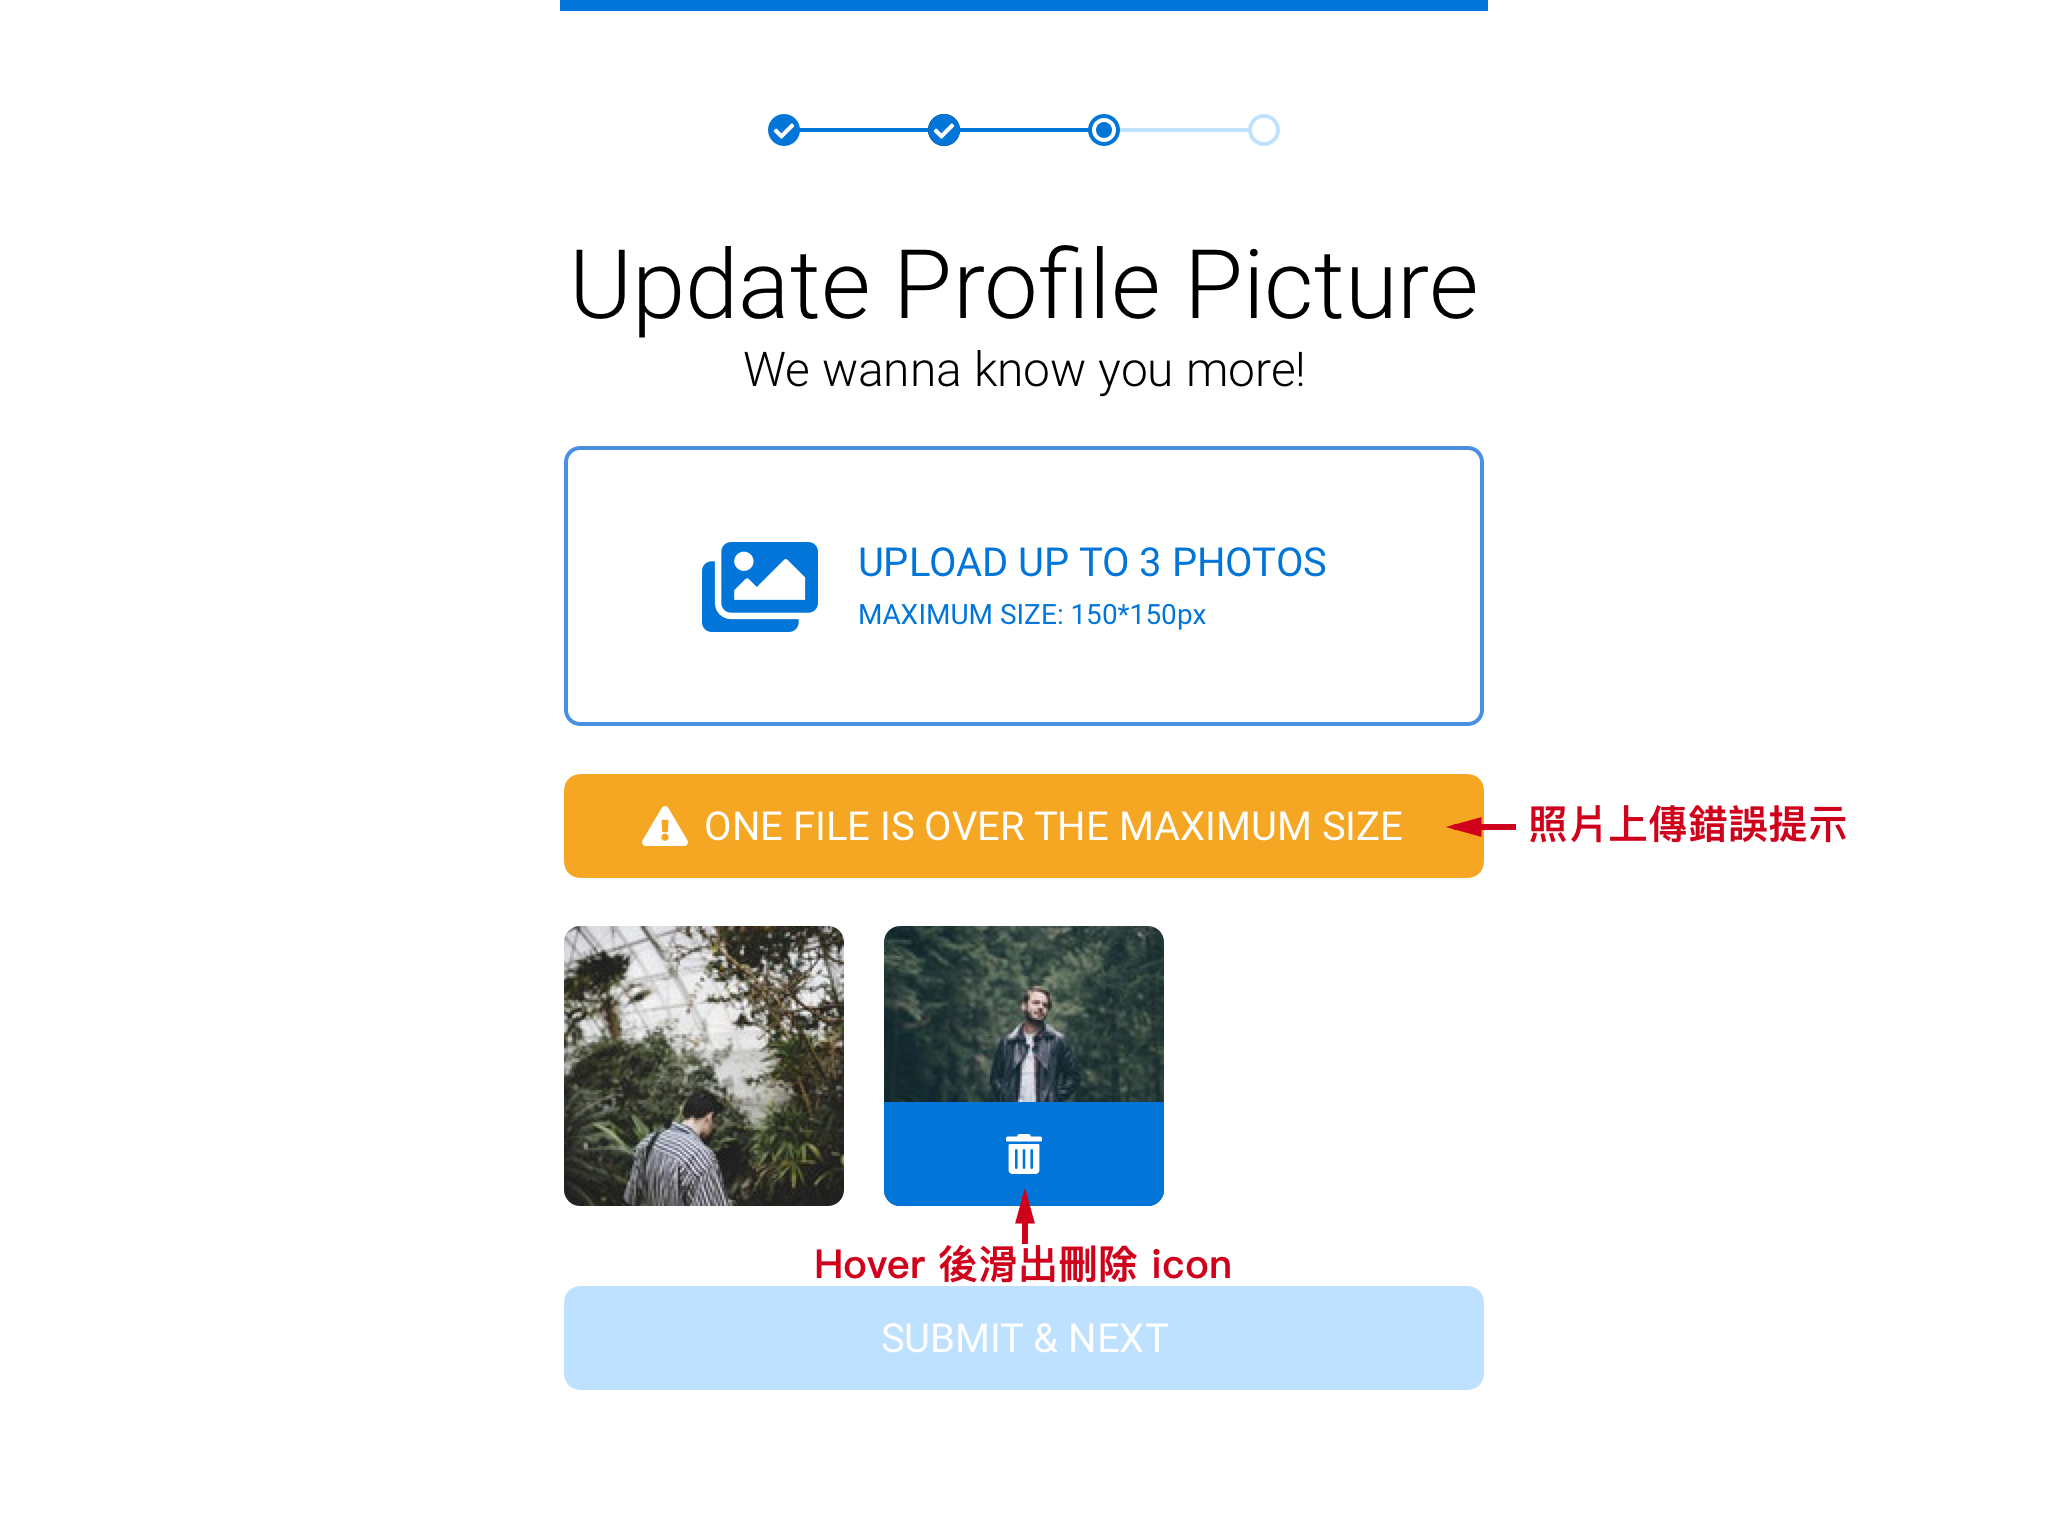 Update Profile Picture
We wanna know you more!
UPLOAD UP TO 3 PHOTOS
MAXIMUM SIZE: 150*150px
ONE FILE IS OVER THE MAXIMUM SIZE
照片上傳錯誤提示
Hover 後滑出刪除 icon
SUBMIT & NEXT